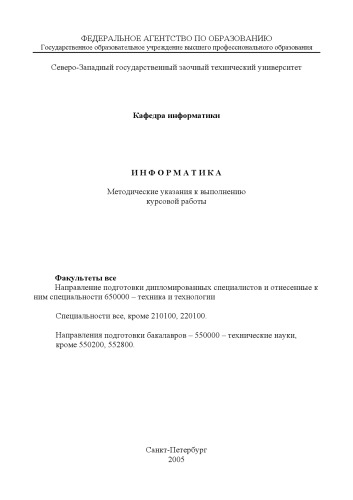 ФЕДЕРАЛЬНОЕ АГЕНТСТВО ПО ОБРАЗОВАНИЮ
Государственное образовательное учреждение высшего профессионального образования
Северо-Западный государственный заочный технический университет
Кафедра информатики
И Н Ф О Р М А Т И К А
Методические указания к выполнению
курсовой работы
Факультеты все
Направление подготовки дипломированных специалистов и отнесенные к
ним специальности 650000 – техника и технологии
Специальности все, кроме 210100, 220100.
Направления подготовки бакалавров – 550000 – технические науки,
кроме 550200, 552800.
Санкт-Петербург
2005